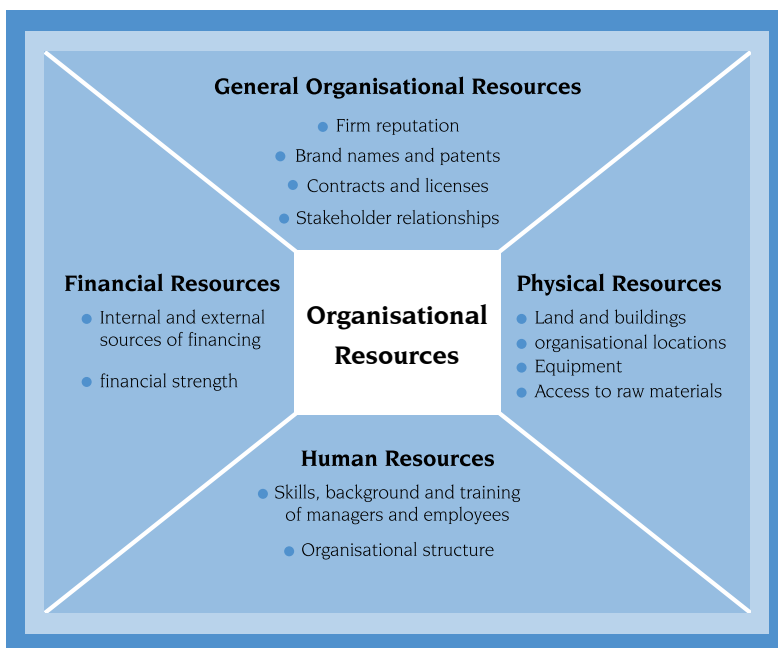 General Organisational Resources
Firm reputation
Brand names and patents
Contracts and licenses
Stakeholder relationships
Financial Resources
Internal and external
sources of financing
financial strength
Organisational
Resources
Physical Resources
Land and buildings
organisational locations
Equipment
Access to raw materials
Human Resources
Skills, background and training
of managers and employees
Organisational structure